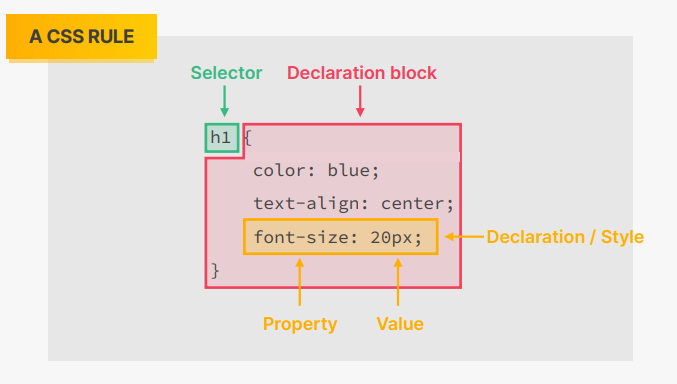 A CSS RULE
Selector Declaration block
h1 {
color: blue;
text-align: center;
font-size: 20px; Declaration / Style
}
Property Value